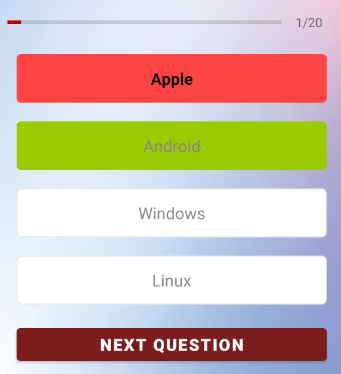 1/20
Apple
Android
Windows
Linux
NEXT QUESTION